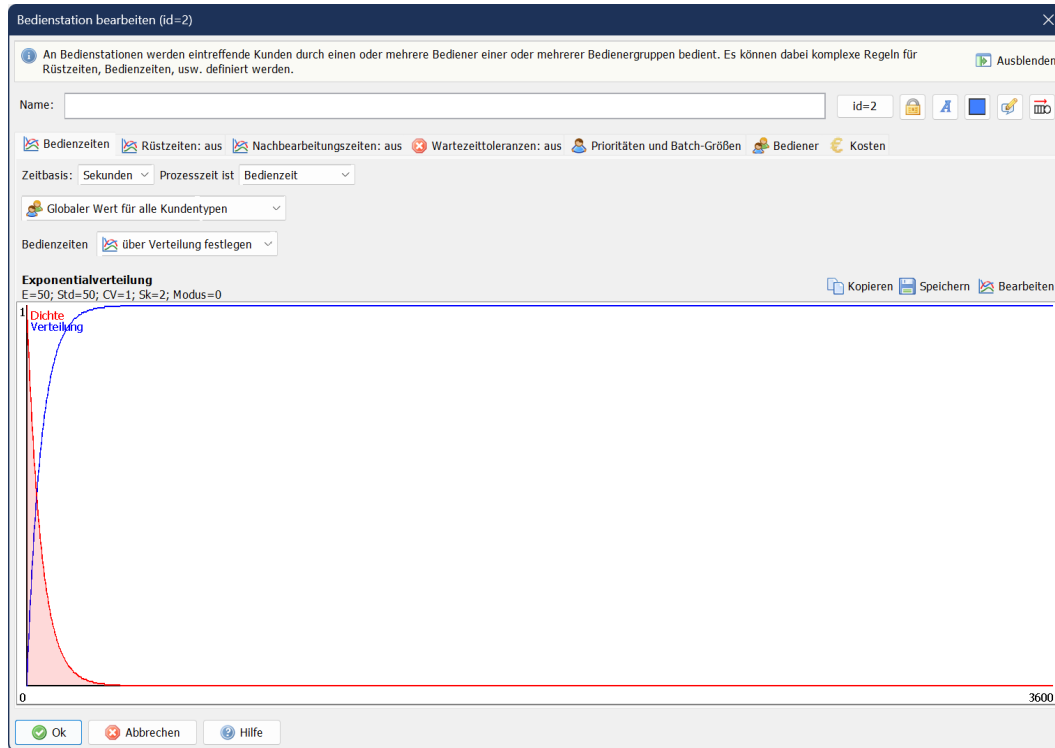 Bedienstation bearbeiten (id=2)
An Bedienstationen werden eintreffende Kunden durch einen oder mehrere Bediener einer oder mehrerer Bedienergruppen bedient. Es können dabei komplexe Regeln für
Rüstzeiten, Bedienzeiten, usw. definiert werden.
Ausblenden
Name:
id=2
Bedienzeiten Rüstzeiten: aus Nachbearbeitungszeiten: aus Wartezeittoleranzen: aus Prioritäten und Batch-Größen Bediener Kosten
Zeitbasis: Sekunden Prozesszeit ist Bedienzeit
Globaler Wert für alle Kundentypen
Bedienzeiten über Verteilung festlegen
Exponentialverteilung
E=50; Std=50; CV=1; Sk=2; Modus=0
Kopieren Speichern Bearbeiten
1
Dichte
Verteilung
0 3600
Ok Abbrechen Hilfe